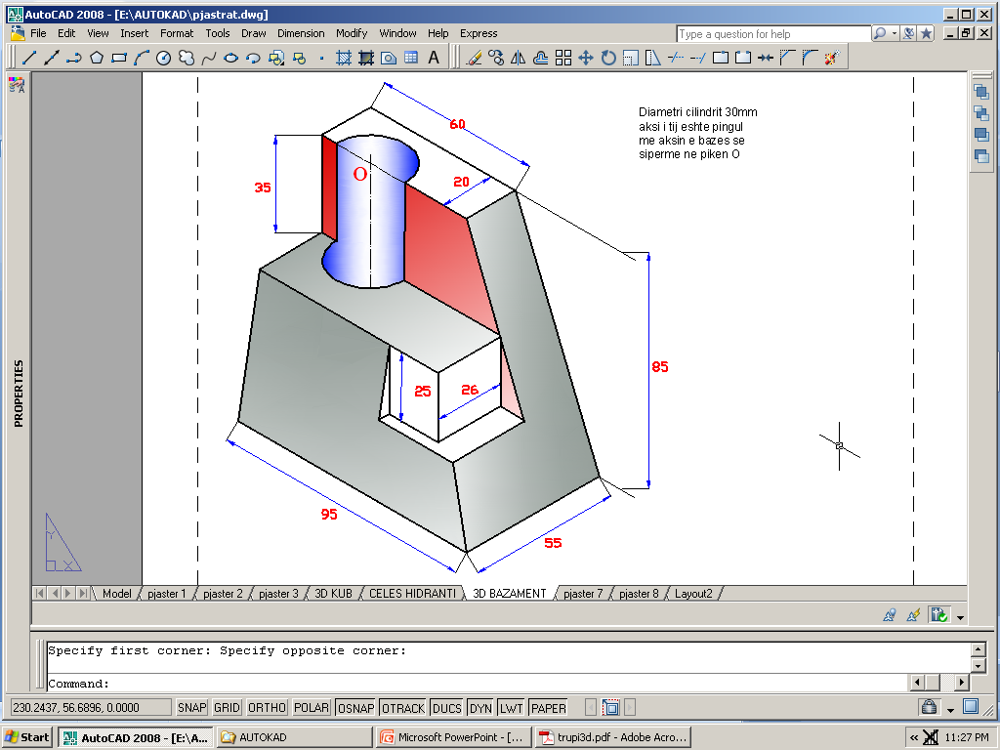 AutoCAD 2008 - [E:\AUTOKAD\pjastrat.dwg]
File Edit View Insert Format Tools Draw Dimension Modify Window Help Express
Type a question for help
A
Diametri cilindrit 30mm
aksi i tij eshte pingul
me aksin e bazes se
siperme ne piken O
60
O
20
35
85
25
26
95
55
PROPERTIES
Y
X
Model pjaster 1 pjaster 2 pjaster 3 3D KUB CELES HIDRANTI 3D BAZAMENT pjaster 7 pjaster 8 Layout2
Specify first corner: Specify opposite corner:
Command:
230.2437, 56.6896, 0.0000 SNAP GRID ORTHO POLAR OSNAP OTRACK DUCS DYN LWT PAPER
Start AutoCAD 2008 - [E:\A... AUTOKAD Microsoft PowerPoint - [... trupi3d.pdf - Adobe Acro... 11:27 PM